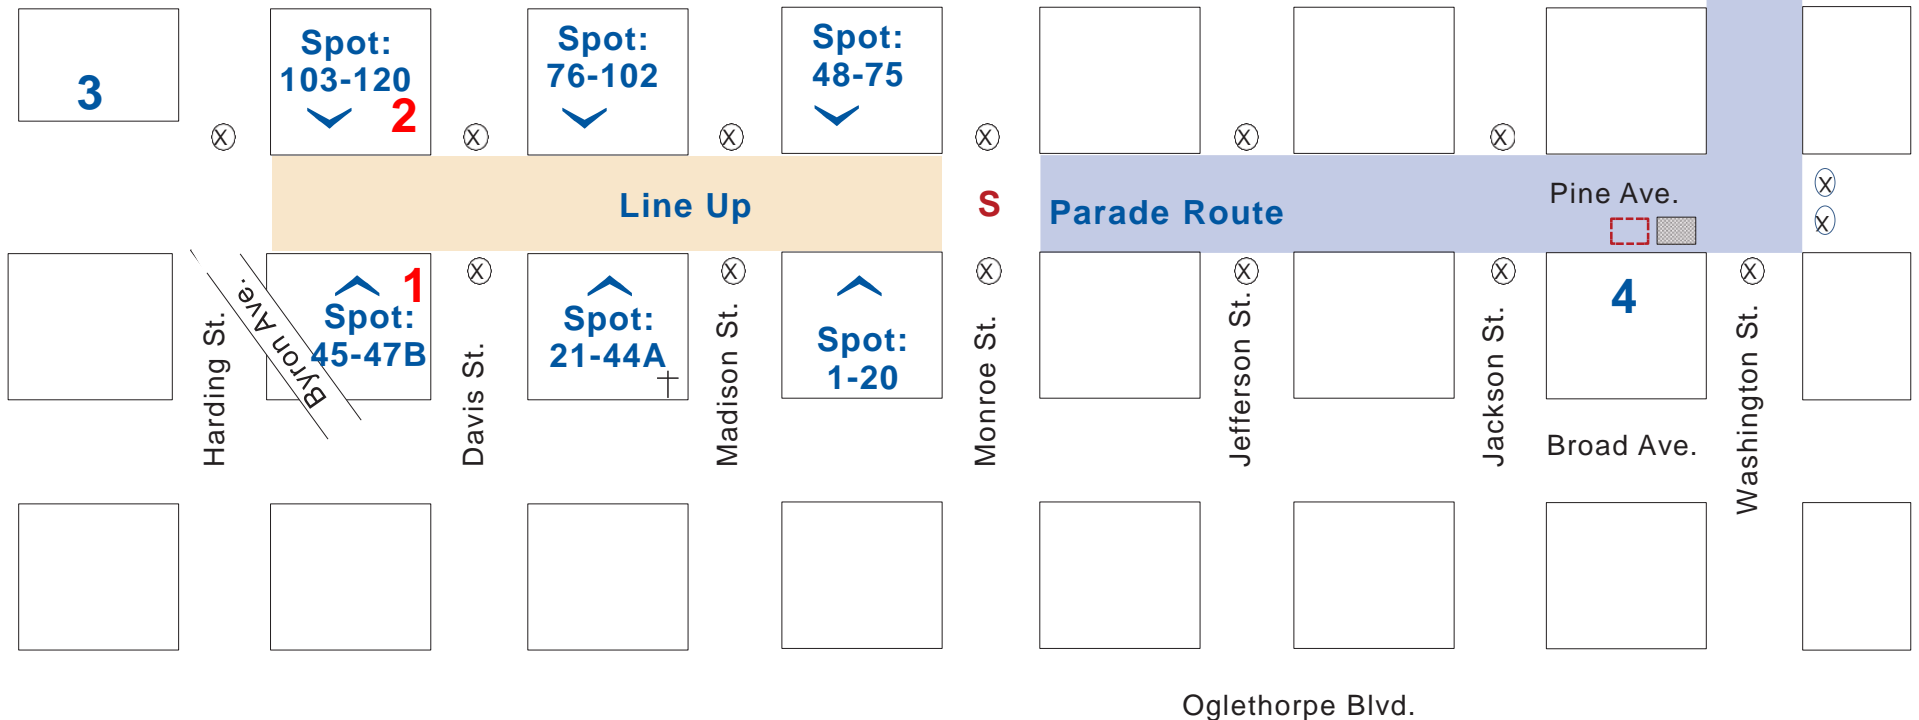 Spot:
103-120
2
Spot:
76-102
Spot:
48-75
3
X
X
X
X
X
X
Line Up
S
Parade Route
Pine Ave.
X
X
1
Spot:
45-47B
Spot:
21-44A
Spot:
1-20
4
X
X
X
X
X
X
Harding St.
Byron Ave.
Davis St.
Madison St.
Monroe St.
Jefferson St.
Jackson St.
Washington St.
Broad Ave.
Oglethorpe Blvd.